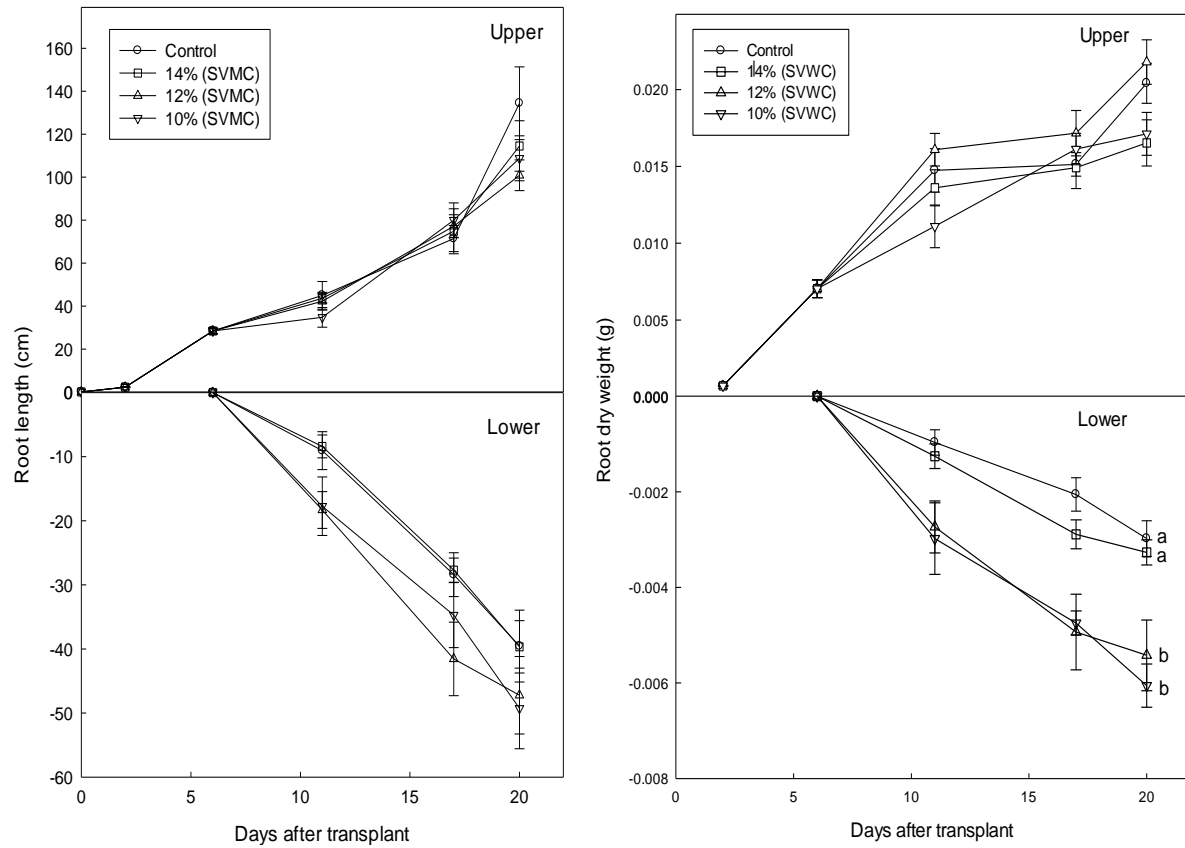 Upper
Control
14% (SVMC)
12% (SVMC)
10% (SVMC)
160
140
120
100
80
60
40
20
0
-10
-20
-30
-40
-50
-60
Root length (cm)
Lower
0
5
10
15
20
Days after transplant
Upper
Control
14% (SVWC)
12% (SVWC)
10% (SVWC)
0.020
0.015
0.010
0.005
0.000
-0.002
-0.004
-0.006
-0.008
Root dry weight (g)
Lower
a
a
b
b
0
5
10
15
20
Days after transplant